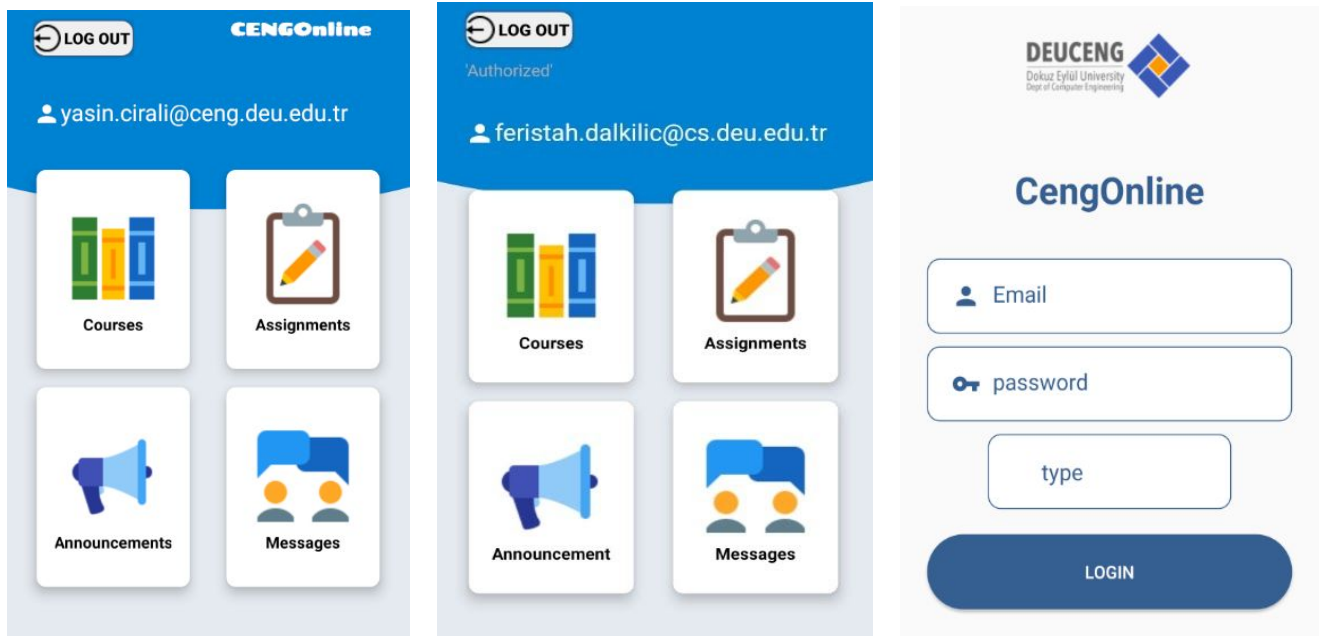 LOG OUT
CENGOnline
yasin.cirali@ceng.deu.edu.tr
Courses
Assignments
Announcements
Messages
LOG OUT
'Authorized'
feristah.dalkilic@cs.deu.edu.tr
Courses
Assignments
Announcement
Messages
DEUCENG
Dokuz Eylül University
Dept of Computer Engineering
CengOnline
Email
password
type
LOGIN